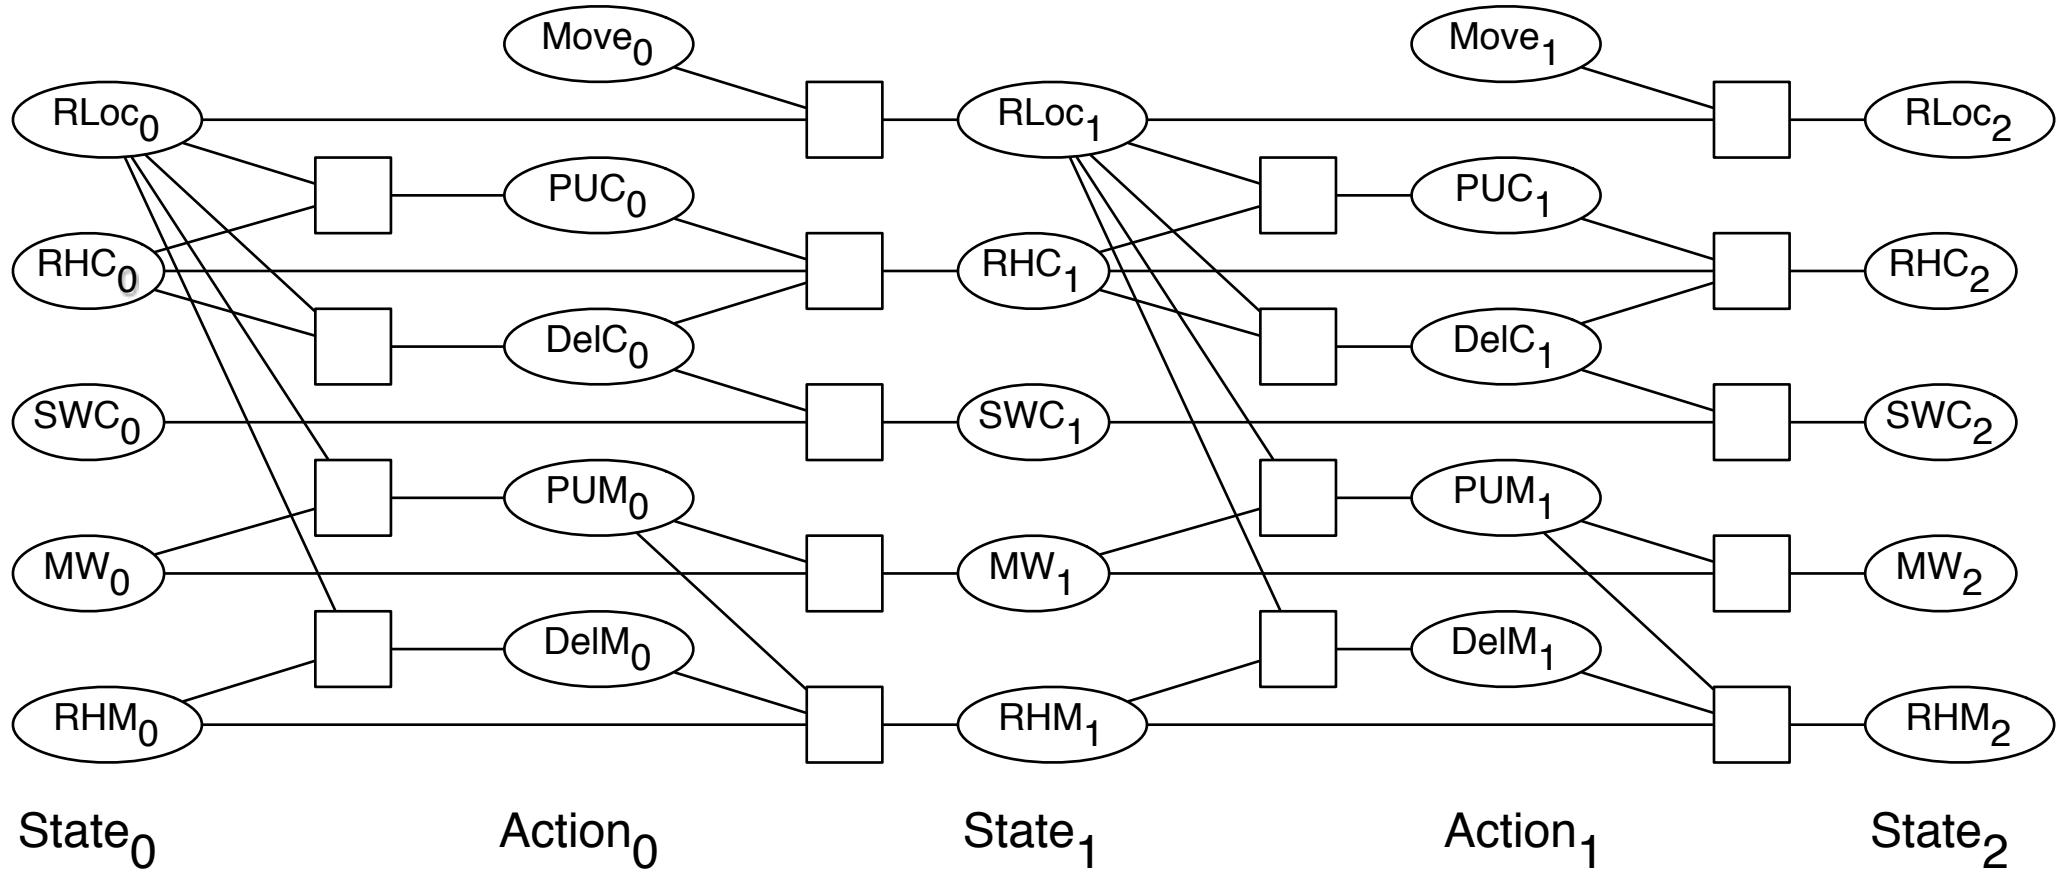 Move0 Move1
RLoc0 RLoc1 RLoc2
PUC0 PUC1
RHC0 RHC1 RHC2
DelC0 DelC1
SWC0 SWC1 SWC2
PUM0 PUM1
MW0 MW1 MW2
DelM0 DelM1
RHM0 RHM1 RHM2
State0 Action0 State1 Action1 State2